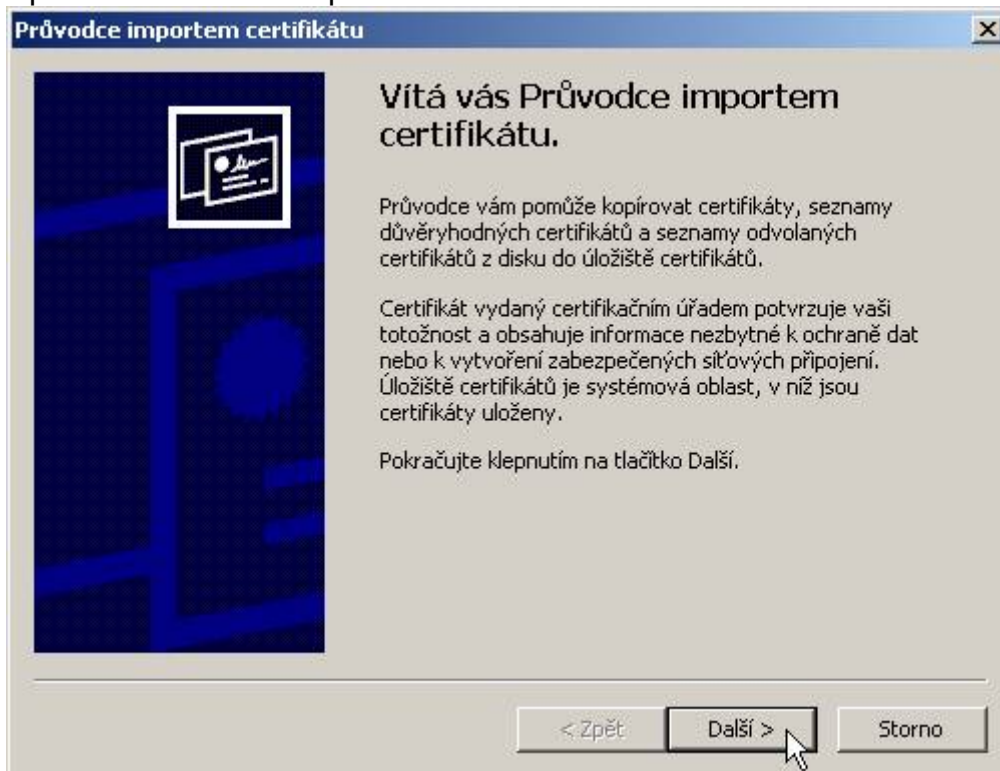 Průvodce importem certifikátu
Vítá vás Průvodce importem
certifikátu.
Průvodce vám pomůže kopírovat certifikáty, seznamy
důvěryhodných certifikátů a seznamy odvolaných
certifikátů z disku do úložiště certifikátů.
Certifikát vydaný certifikačním úřadem potvrzuje vaši
totožnost a obsahuje informace nezbytné k ochraně dat
nebo k vytvoření zabezpečených síťových připojení.
Úložiště certifikátů je systémová oblast, v níž jsou
certifikáty uloženy.
Pokračujte klepnutím na tlačítko Další.
< Zpět
Další >
Storno